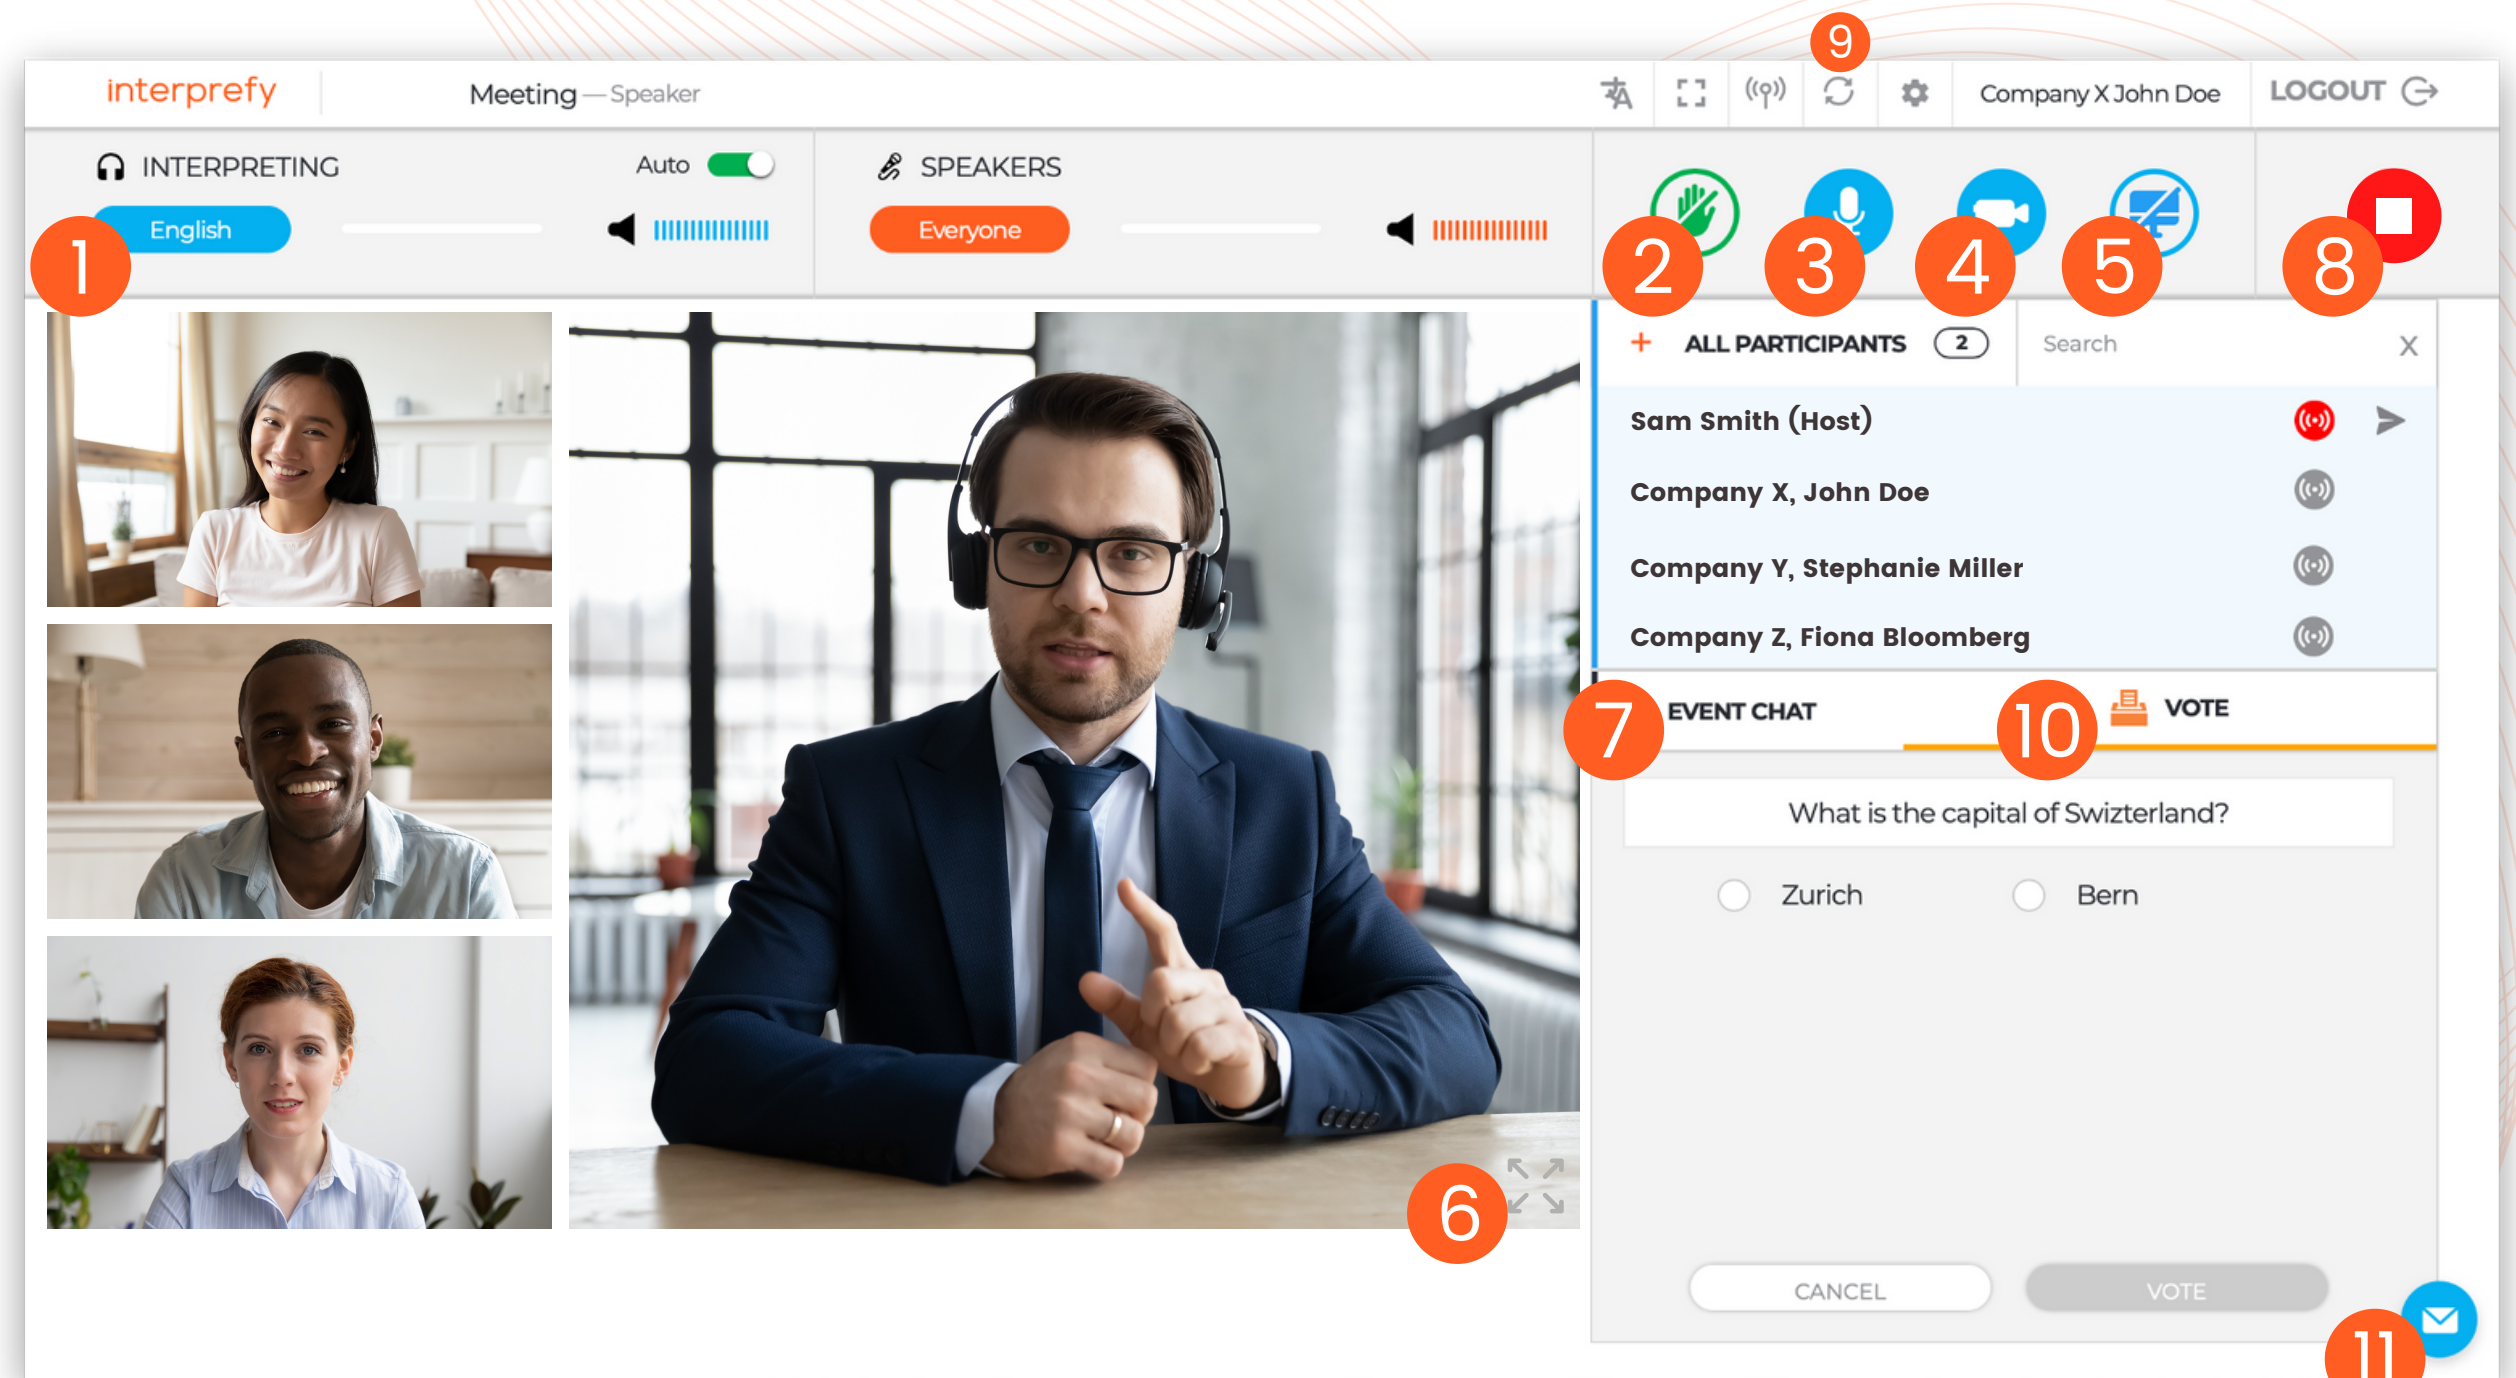 9
interprefy
Meeting — Speaker
Company X John Doe
LOGOUT
INTERPRETING
Auto
SPEAKERS
English
Everyone
1
2
3
4
5
8
+ ALL PARTICIPANTS 2
Search
X
Sam Smith (Host)
Company X, John Doe
Company Y, Stephanie Miller
Company Z, Fiona Bloomberg
7
EVENT CHAT
10
VOTE
What is the capital of Swizterland?
Zurich
Bern
6
CANCEL
VOTE
11